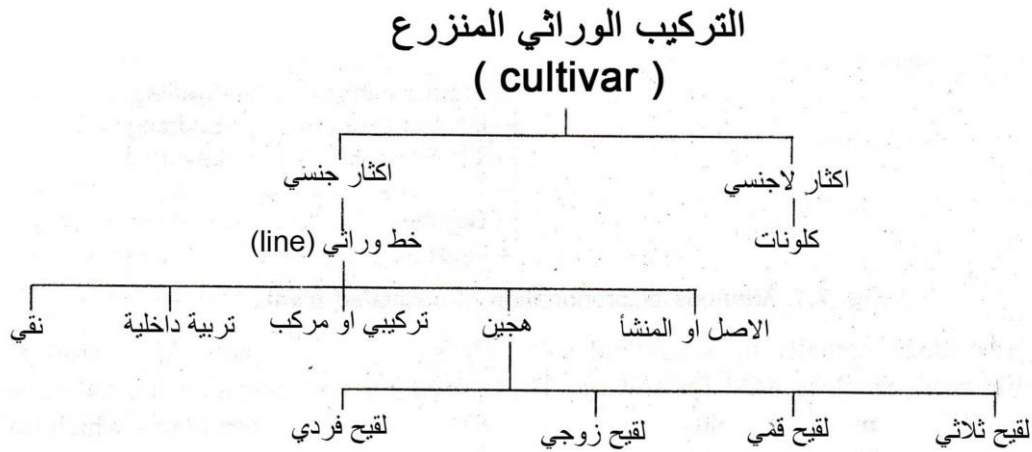 التركيب الوراثي المنزرع
( cultivar )
اكثار لاجنسي
اكثار جنسي
كلونات
خط وراثي (line)
الاصل او المنشأ
هجين
تركيبي او مركب
تربية داخلية
نقي
لقيح ثلاثي
لقيح قمي
لقيح زوجي
لقيح فردي